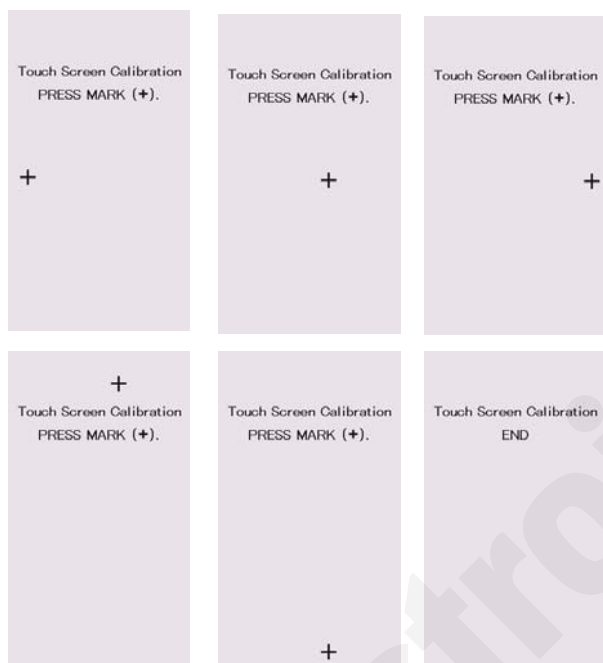 Touch Screen Calibration
PRESS MARK (+).
+
Touch Screen Calibration
PRESS MARK (+).
+
Touch Screen Calibration
PRESS MARK (+).
+
+
Touch Screen Calibration
PRESS MARK (+).
Touch Screen Calibration
PRESS MARK (+).
+
Touch Screen Calibration
END